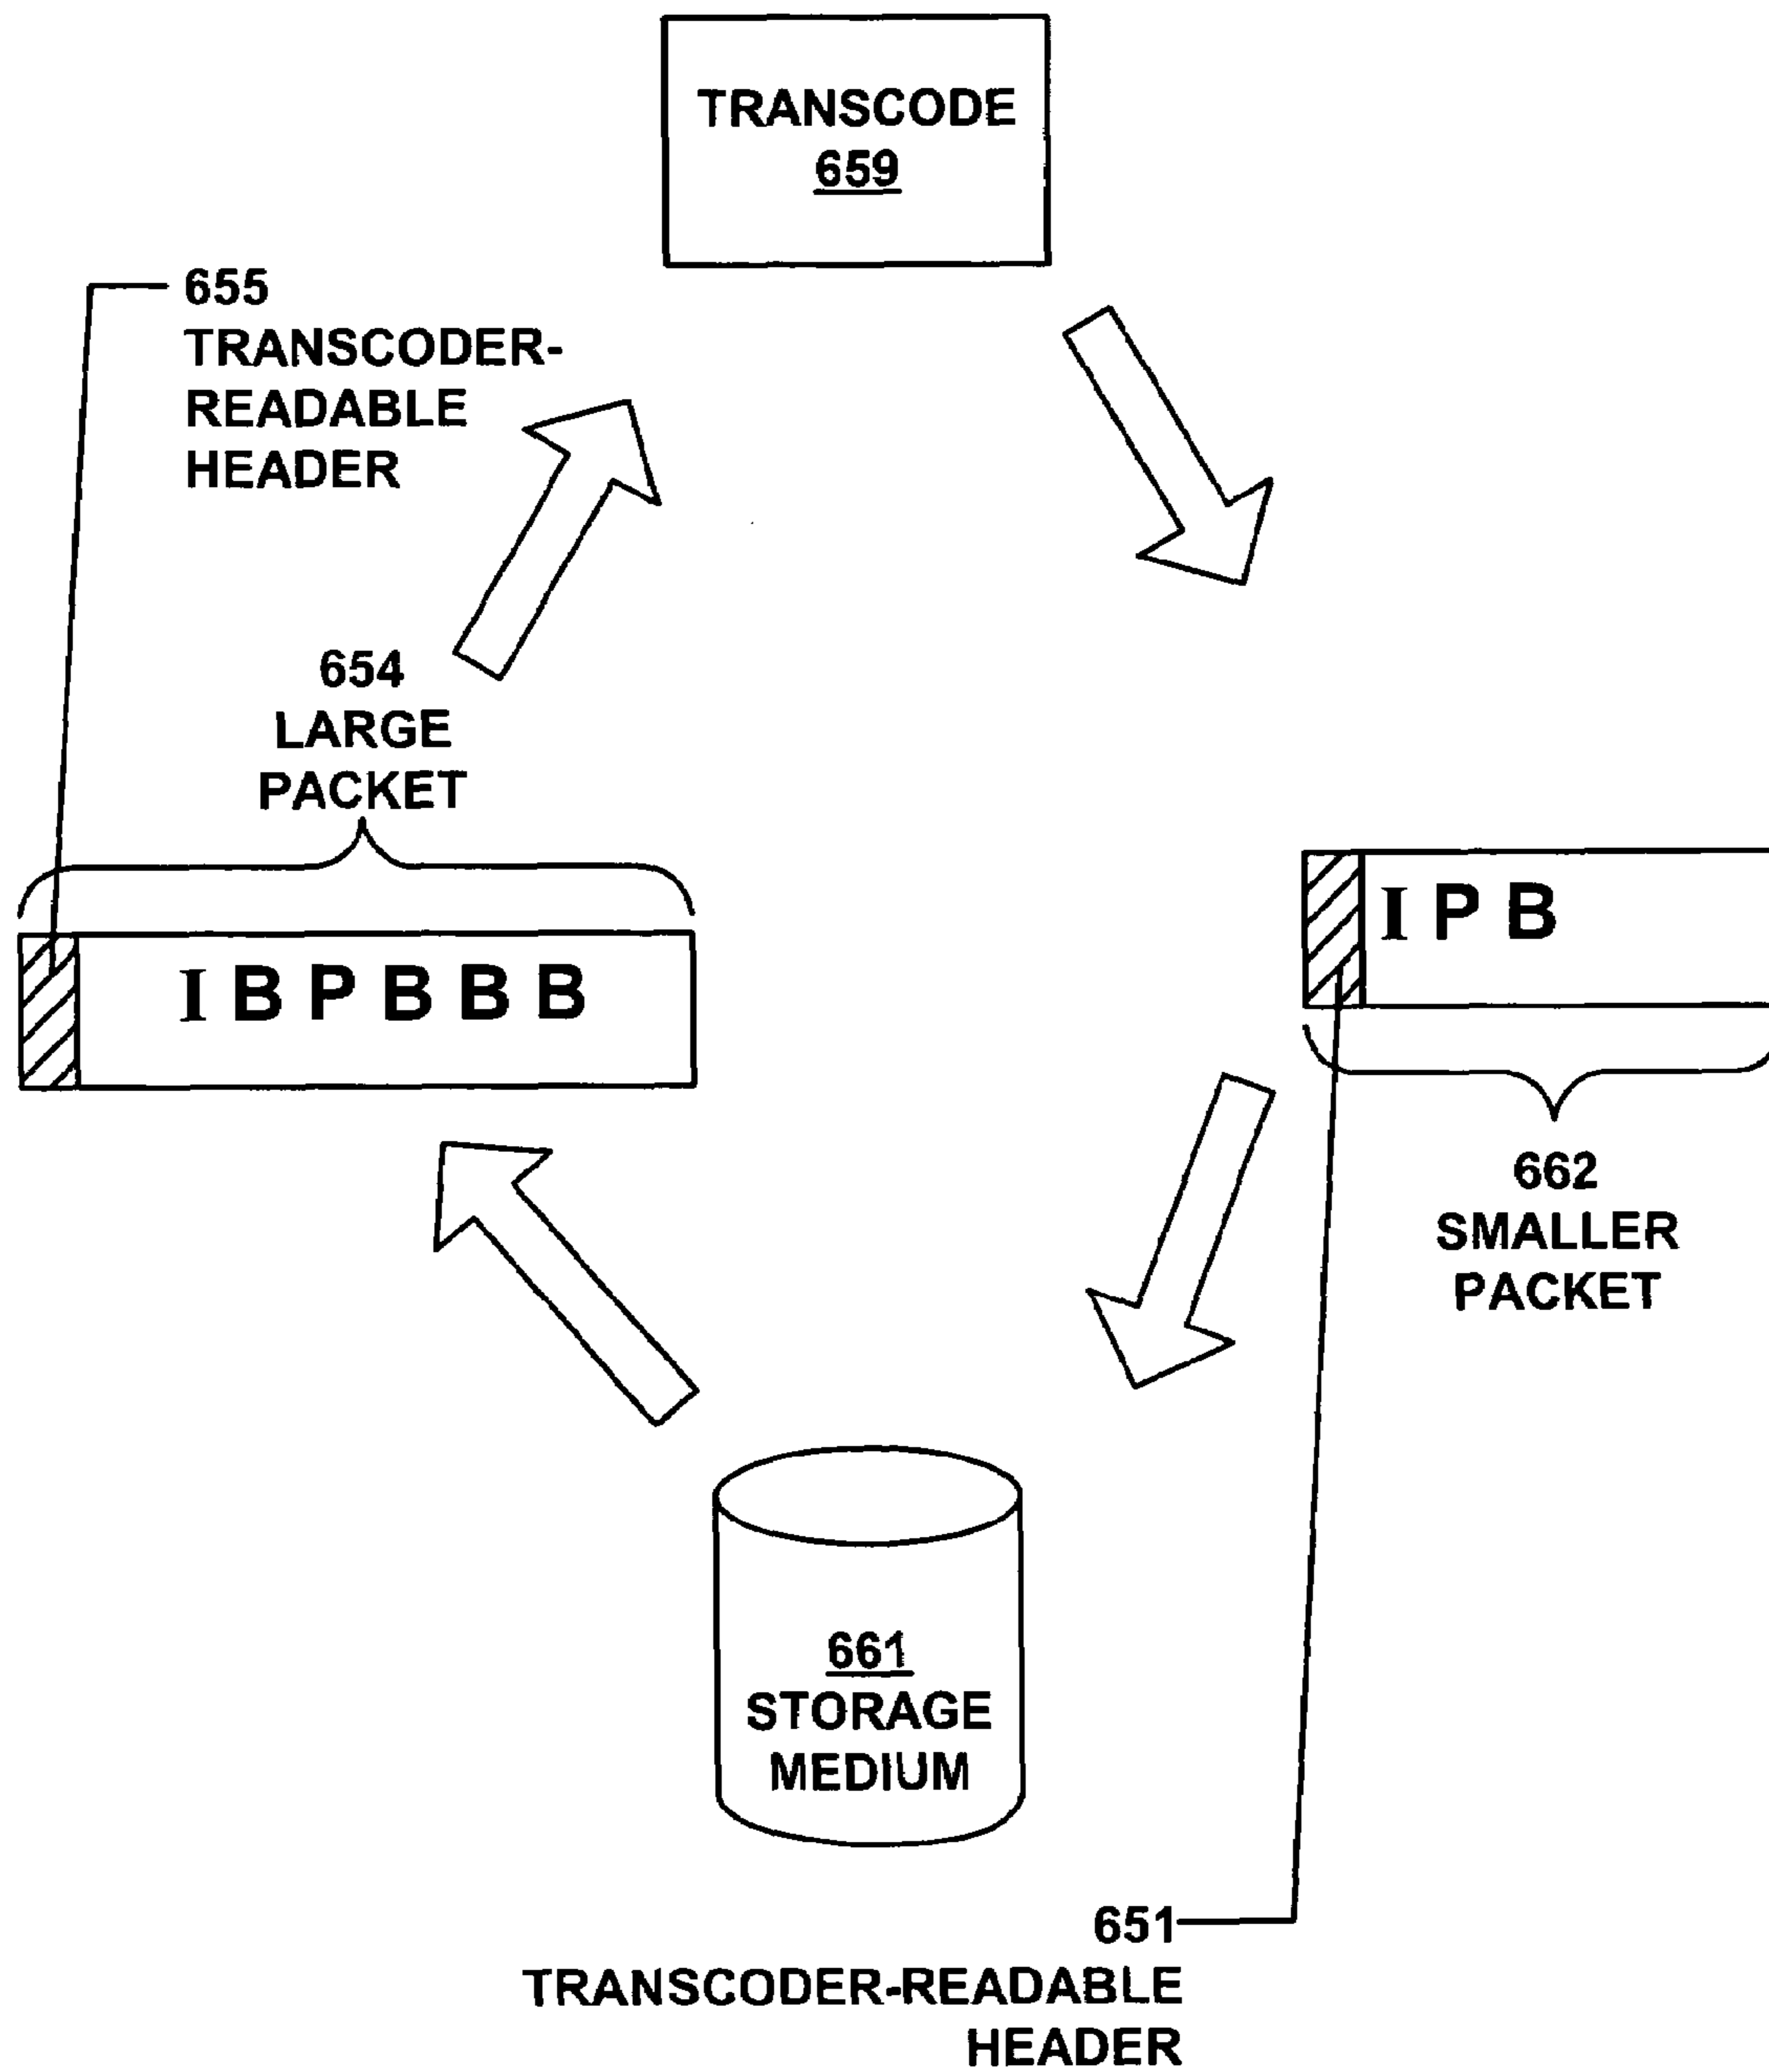 TRANSCODE
659
655
TRANSCODER-
READABLE
HEADER
654
LARGE
PACKET
I B P B B B
I P B
662
SMALLER
PACKET
661
STORAGE
MEDIUM
651
TRANSCODER-READABLE
HEADER